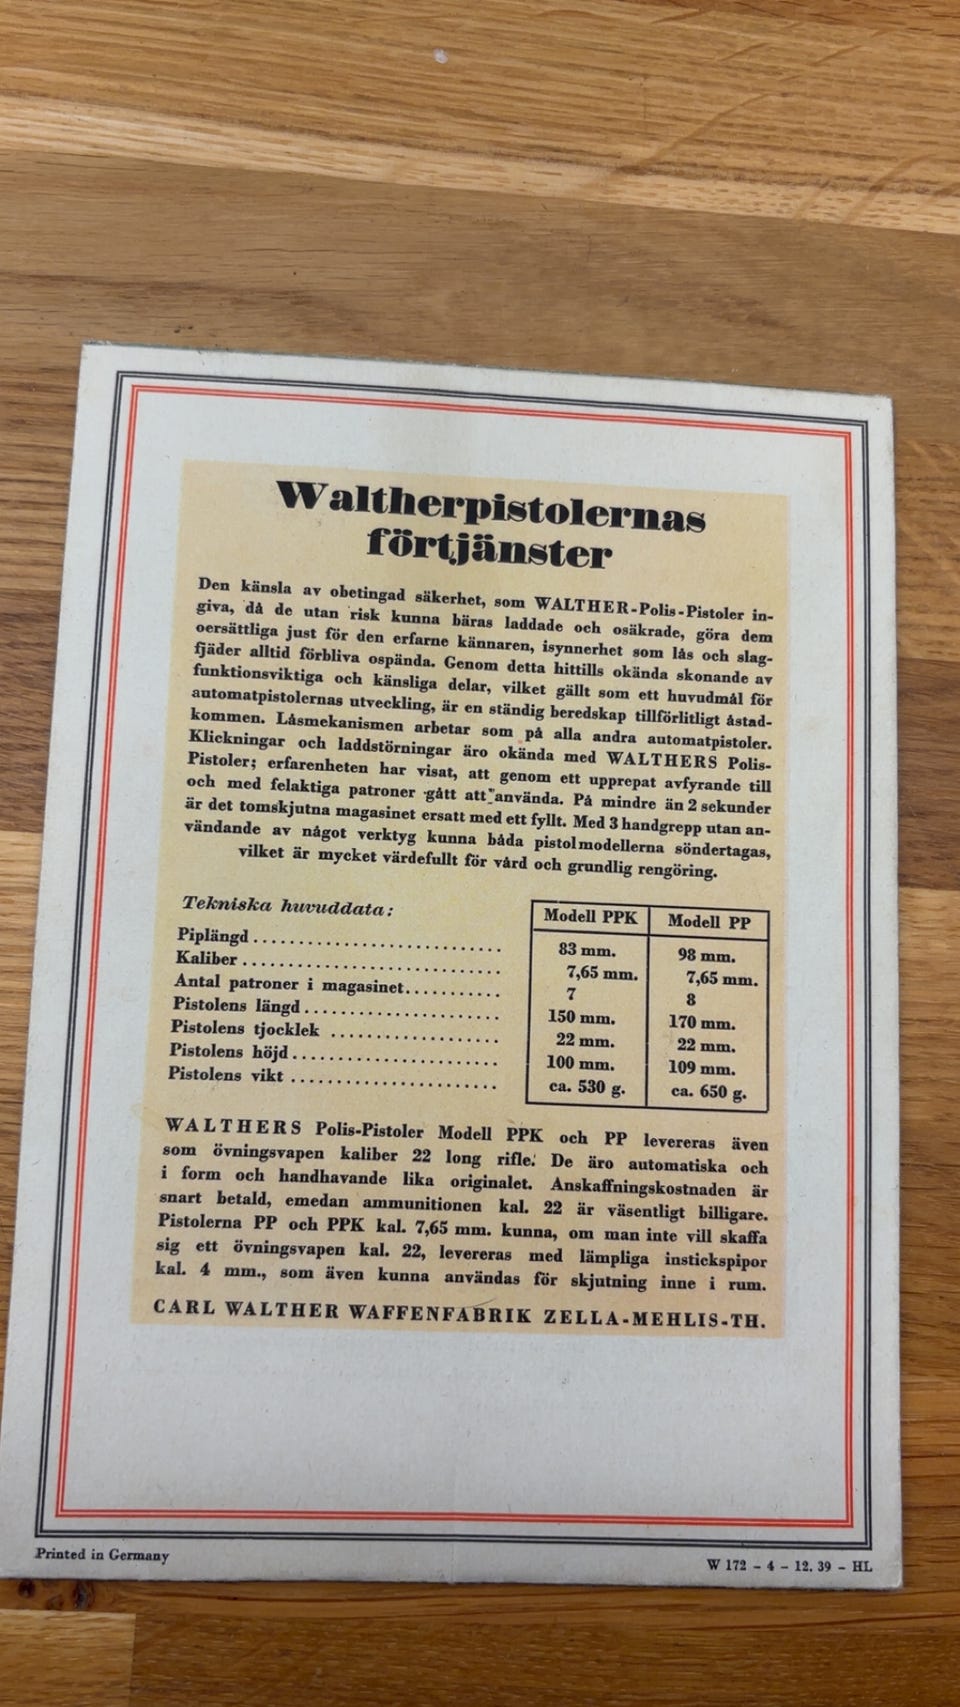 Waltherpistolernas
förtjänster
Den känsla av obetingad säkerhet, som WALTHER-Polis-Pistoler in-
giva, då de utan risk kunna bäras laddade och osäkrade, göra dem
oersättliga just för den erfarne kännaren, isynnerhet som lås och slag-
fjäder alltid förbliva ospända. Genom detta hittills okända skonande av
funktionsviktiga och känsliga delar, vilket gällt som ett huvudmål för
automatpistolernas utveckling, är en ständig beredskap tillförlitligt åstad-
kommen. Låsmekanismen arbetar som på alla andra automatpistoler.
Klickningar och laddstörningar äro okända med WALTHERS Polis-
Pistoler; erfarenheten har visat, att genom ett upprepat avfyrande till
och med felaktiga patroner gått att använda. På mindre än 2 sekunder
är det tomskjutna magasinet ersatt med ett fyllt. Med 3 handgrepp utan an-
vändande av något verktyg kunna båda pistolmodellerna söndertagas,
vilket är mycket värdefullt för vård och grundlig rengöring.
Tekniska huvuddata: Modell PPK Modell PP
Piplängd 83 mm. 98 mm.
Kaliber 7,65 mm. 7,65 mm.
Antal patroner i magasinet 7 8
Pistolens längd 150 mm. 170 mm.
Pistolens tjocklek 22 mm. 22 mm.
Pistolens höjd 100 mm. 109 mm.
Pistolens vikt ca. 530 g. ca. 650 g.
WALTHERS Polis-Pistoler Modell PPK och PP levereras även
som övningsvapen kaliber 22 long rifle. De äro automatiska och
i form och handhavande lika originalet. Anskaffningskostnaden är
snart betald, emedan ammunitionen kal. 22 är väsentligt billigare.
Pistolerna PP och PPK kal. 7,65 mm. kunna, om man inte vill skaffa
sig ett övningsvapen kal. 22, levereras med lämpliga instickspipor
kal. 4 mm., som även kunna användas för skjutning inne i rum.
CARL WALTHER WAFFENFABRIK ZELLA-MEHLIS-TH.
Printed in Germany
W 172 - 4 - 12. 39 - HL